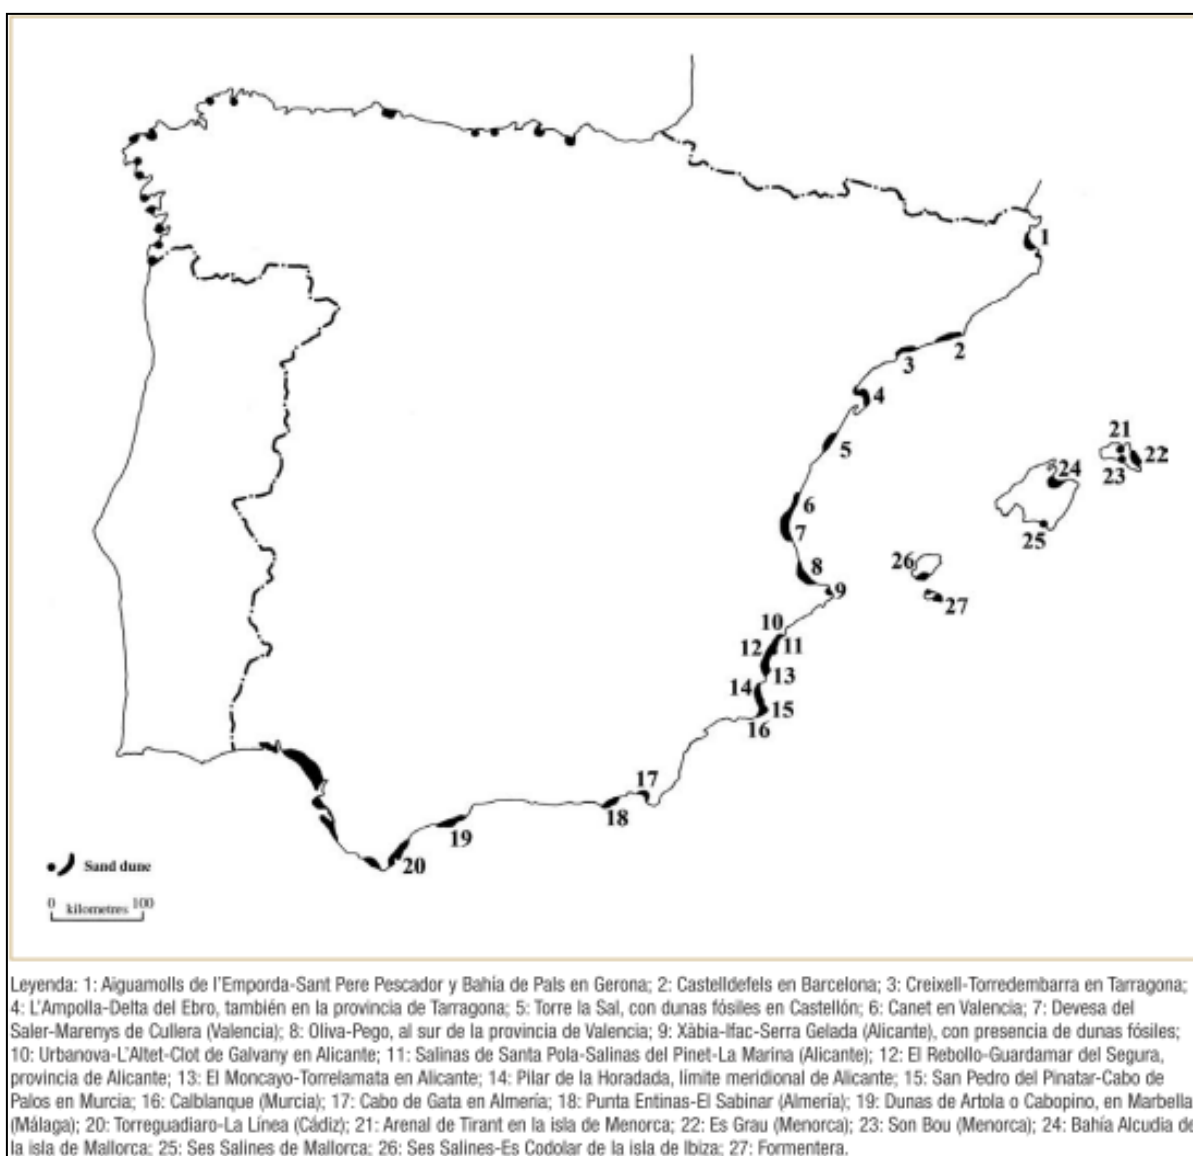 1
2
3
4
5
6
7
8
9
10
11
12
13
14
15
16
17
18
19
20
21
22
23
24
25
26
27
Sand dune
0 kilometres 100
Leyenda: 1: Aiguamolls de l'Emporda-Sant Pere Pescador y Bahía de Pals en Gerona; 2: Castelldefels en Barcelona; 3: Creixell-Torredembarra en Tarragona;
4: L'Ampolla-Delta del Ebro, también en la provincia de Tarragona; 5: Torre la Sal, con dunas fósiles en Castellón; 6: Canet en Valencia; 7: Devesa del
Saler-Marenys de Cullera (Valencia); 8: Oliva-Pego, al sur de la provincia de Valencia; 9: Xàbia-Ifac-Serra Gelada (Alicante), con presencia de dunas fósiles;
10: Urbanova-L'Altet-Clot de Galvany en Alicante; 11: Salinas de Santa Pola-Salinas del Pinet-La Marina (Alicante); 12: El Rebollo-Guardamar del Segura,
provincia de Alicante; 13: El Moncayo-Torrelamata en Alicante; 14: Pilar de la Horadada, límite meridional de Alicante; 15: San Pedro del Pinatar-Cabo de
Palos en Murcia; 16: Calblanque (Murcia); 17: Cabo de Gata en Almería; 18: Punta Entinas-El Sabinar (Almería); 19: Dunas de Artola o Cabopino, en Marbella
(Málaga); 20: Torreguadiaro-La Línea (Cádiz); 21: Arenal de Tirant en la isla de Menorca; 22: Es Grau (Menorca); 23: Son Bou (Menorca); 24: Bahía Alcudia de
la isla de Mallorca; 25: Ses Salines de Mallorca; 26: Ses Salines-Es Codolar de la isla de Ibiza; 27: Formentera.